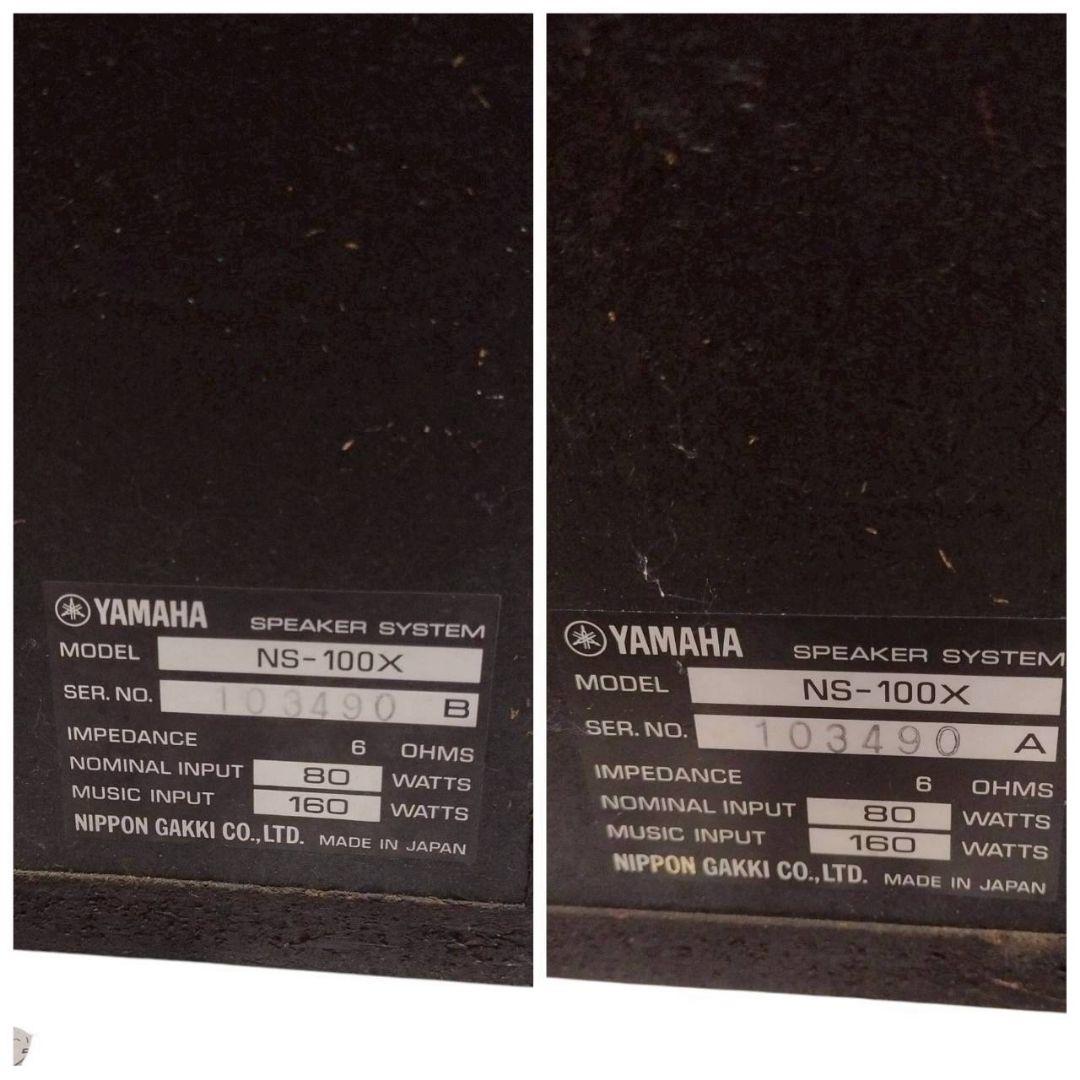 YAMAHA SPEAKER SYSTEM
MODEL NS-100X
SER. NO. 103490 B
IMPEDANCE 6 OHMS
NOMINAL INPUT 80 WATTS
MUSIC INPUT 160 WATTS
NIPPON GAKKI CO., LTD. MADE IN JAPAN
YAMAHA SPEAKER SYSTEM
MODEL NS-100X
SER. NO. 103490 A
IMPEDANCE 6 OHMS
NOMINAL INPUT 80 WATTS
MUSIC INPUT 160 WATTS
NIPPON GAKKI CO., LTD. MADE IN JAPAN